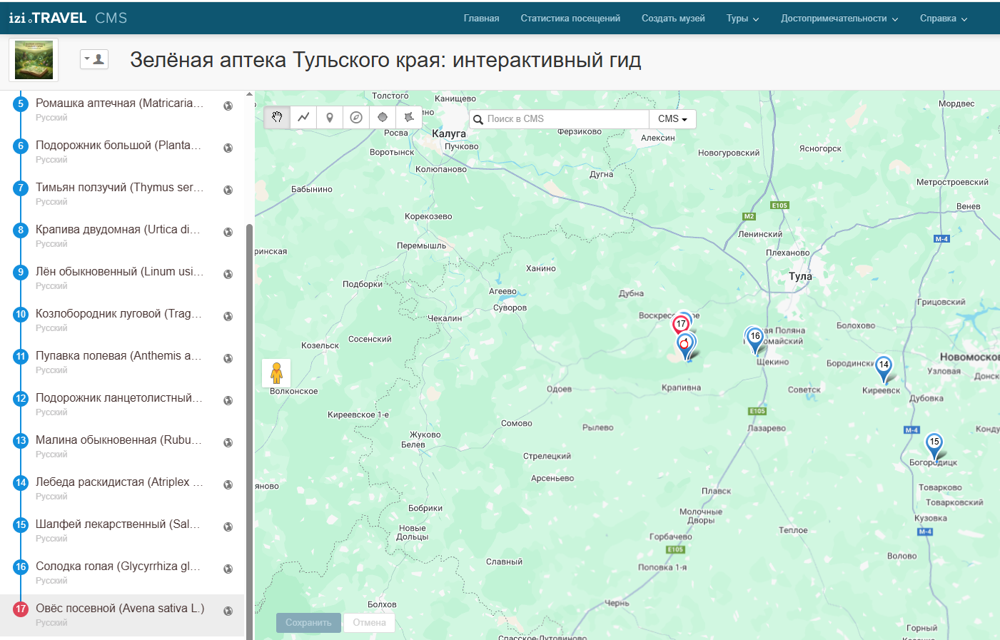 izi.TRAVEL CMS
Главная
Статистика посещений
Создать музей
Туры
Достопримечательности
Справка
Зелёная аптека Тульского края: интерактивный гид
5 Ромашка аптечная (Matricaria...
Русский
6 Подорожник большой (Planta...
Русский
7 Тимьян ползучий (Thymus ser...
Русский
8 Крапива двудомная (Urtica di...
Русский
9 Лён обыкновенный (Linum usi...
Русский
10 Козлобородник луговой (Trag...
Русский
11 Пупавка полевая (Anthemis a...
Русский
12 Подорожник ланцетолистный...
Русский
13 Малина обыкновенная (Rubu...
Русский
14 Лебеда раскидистая (Atriplex ...
Русский
15 Шалфей лекарственный (Sal...
Русский
16 Солодка голая (Glycyrrhiza gl...
Русский
17 Овёс посевной (Avena sativa L.)
Русский
Поиск в CMS
CMS
Толстого
Канищево
Мордвес
Росва
Калуга
Ферзиково
Алексин
Пучково
Воротынск
Новогуровский
Ясногорск
Колюпаново
Дугна
Метростроевский
Бабынино
E105
Венев
Корекозево
M2
Ленинский
М-4
Перемышль
ринская
Плеханово
Ханино
Тула
Подборки
Агеево
Дубна
Суворов
Грицовский
Чекалин
17
Болохово
Сосенский
16
Козельск
Щекино
Бородински
Новомосков
14
Узловая
Донск
Волконское
Одоев
Крапивна
Советск
Киреевск
Дубовка
Киреевское 1-е
E105
Сомово
Рылево
Лазарево
М-4
Конду
Жуково
Белев
15
Стрелецкий
Богородицк
Арсеньево
яново
Плавск
Товарково
Товарковский
Бобрики
Молочные
Дворы
Кузовка
Новые
Дольцы
Горбачево
Теплое
М-4
E105
Волово
Славный
Поповка 1-я
Болхов
Чернь
Сохранить
Отмена
Горный
Спасское-Лутовиново